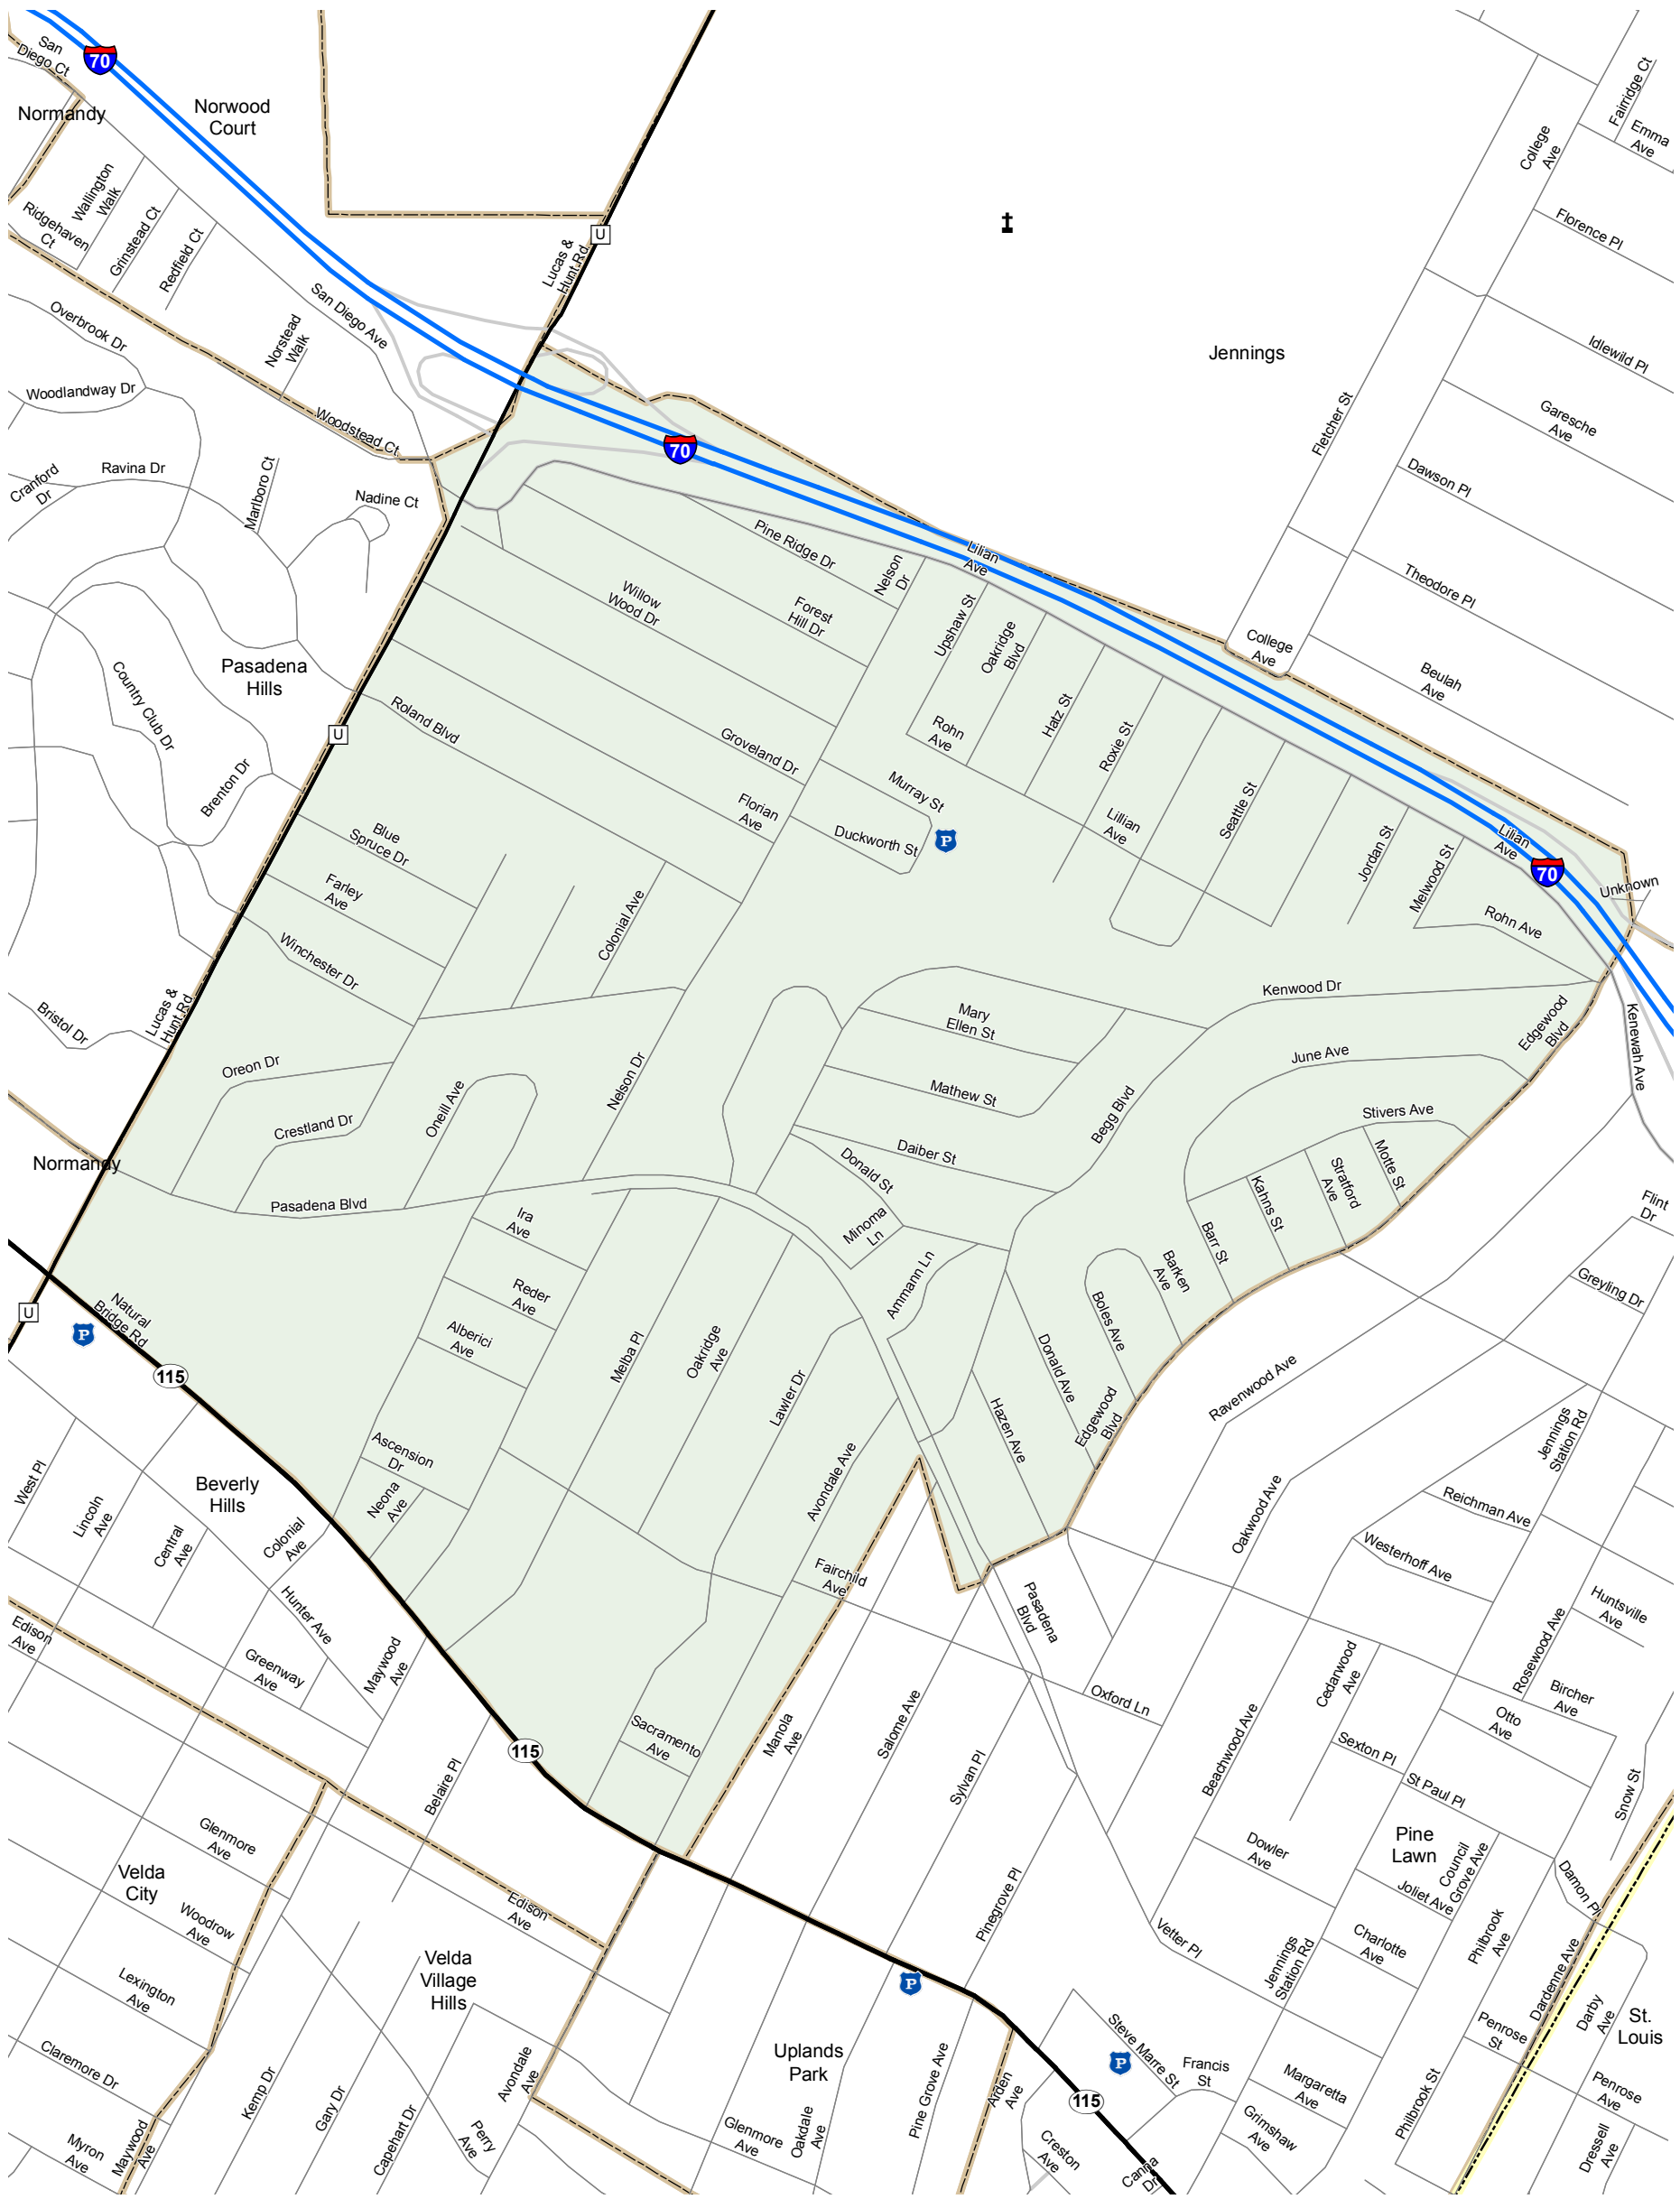 San
Diego Ct
70
Normandy
Norwood
Court
Wallington
Walk
Ridgehaven
Ct
Grinstead Ct
Redfield Ct
Lucas &
Hunt Rd
U
San Diego Ave
Overbrook Dr
Norstead
Walk
Woodlandway Dr
Woodstead Ct
Cranford
Dr
Ravina Dr
Marlboro Ct
Nadine Ct
70
Jennings
College
Ave
Fairridge Ct
Emma
Ave
Florence Pl
Idlewild Pl
Garesche
Ave
Fletcher St
Dawson Pl
Theodore Pl
College
Ave
Beulah
Ave
Lilian
Ave
Pine Ridge Dr
Nelson
Dr
Willow
Wood Dr
Forest
Hill Dr
Upshaw St
Oakridge
Blvd
Pasadena
Hills
Country Club Dr
Brenton Dr
U
Roland Blvd
Groveland Dr
Rohn
Ave
Hatz St
Roxie St
Murray St
Florian
Ave
Duckworth St
P
Lillian
Ave
Seattle St
Jordan St
Melwood St
Lilian
Ave
70
Unknown
Rohn Ave
Blue
Spruce Dr
Farley
Ave
Colonial Ave
Winchester Dr
Lucas &
Hunt Rd
Bristol Dr
Kenwood Dr
Mary
Ellen St
Edgewood
Blvd
Kenewah Ave
Oreon Dr
June Ave
Nelson Dr
Oneill Ave
Mathew St
Begg Blvd
Stivers Ave
Crestland Dr
Daiber St
Normandy
Donald St
Motte St
Stratford
Ave
Kahns St
Pasadena Blvd
Ira
Ave
Minoma
Ln
Barr St
Flint
Dr
Ammann Ln
Barken
Ave
Greyling Dr
Reder
Ave
Boles Ave
U
Natural
Bridge Rd
P
Alberici
Ave
Melba Pl
Oakridge
Ave
Donald Ave
115
Lawler Dr
Ravenwood Ave
Hazen Ave
Edgewood
Blvd
Jennings
Station Rd
Ascension
Dr
West Pl
Beverly
Hills
Avondale Ave
Neona
Ave
Lincoln
Ave
Reichman Ave
Oakwood Ave
Central
Ave
Colonial
Ave
Westerhoff Ave
Fairchild
Ave
Hunter Ave
Pasadena
Blvd
Huntsville
Ave
Edison
Ave
Greenway
Ave
Maywood
Ave
Cedarwood
Ave
Rosewood Ave
Oxford Ln
Bircher
Ave
Sacramento
Ave
Manola
Ave
Salome Ave
Otto
Ave
115
Beachwood Ave
Sexton Pl
Belaire Pl
Sylvan Pl
St Paul Pl
Snow St
Glenmore
Ave
Dowler
Ave
Pine
Lawn
Council
Grove Ave
Velda
City
Joliet Ave
Damon Pl
Woodrow
Ave
Edison
Ave
Pinegrove Pl
Vetter Pl
Charlotte
Ave
Philbrook
Ave
Velda
Village
Hills
Jennings
Station Rd
Dardenne Ave
Lexington
Ave
P
Darby
Ave
St.
Louis
Steve Marre St
Penrose
St
Claremore Dr
Uplands
Park
P
Francis
St
Kemp Dr
Avondale
Ave
Pine Grove Ave
Arden
Ave
Margaretta
Ave
Penrose
Ave
Gary Dr
115
Philbrook St
Myron
Ave
Maywood
Ave
Capehart Dr
Perry
Ave
Glenmore
Ave
Oakdale
Ave
Creston
Ave
Canna
Dr
Grimshaw
Ave
Dressell
Ave